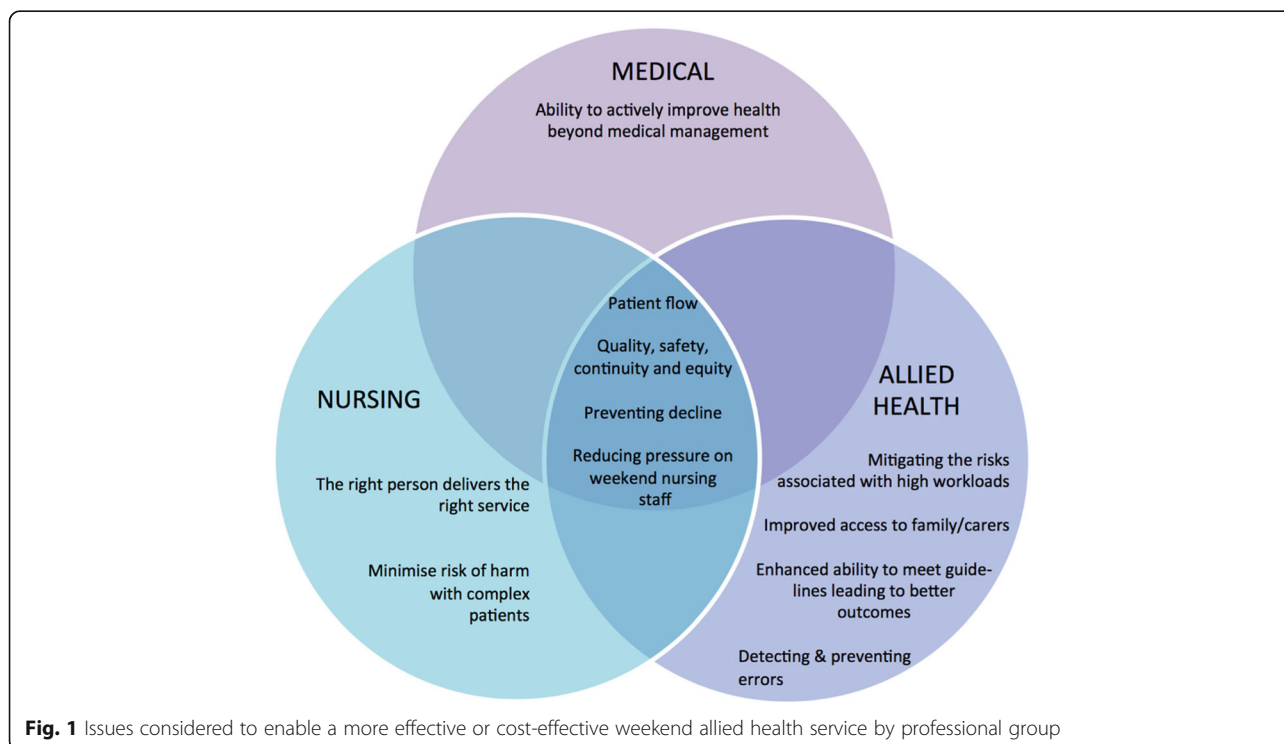 MEDICAL
Ability to actively improve health
beyond medical management
Patient flow
Quality, safety,
continuity and equity
Preventing decline
Reducing pressure on
weekend nursing
staff
NURSING
The right person delivers the
right service
Minimise risk of harm
with complex
patients
ALLIED
HEALTH
Mitigating the risks
associated with high workloads
Improved access to family/carers
Enhanced ability to meet guide-
lines leading to better
outcomes
Detecting & preventing
errors
Fig. 1 Issues considered to enable a more effective or cost-effective weekend allied health service by professional group